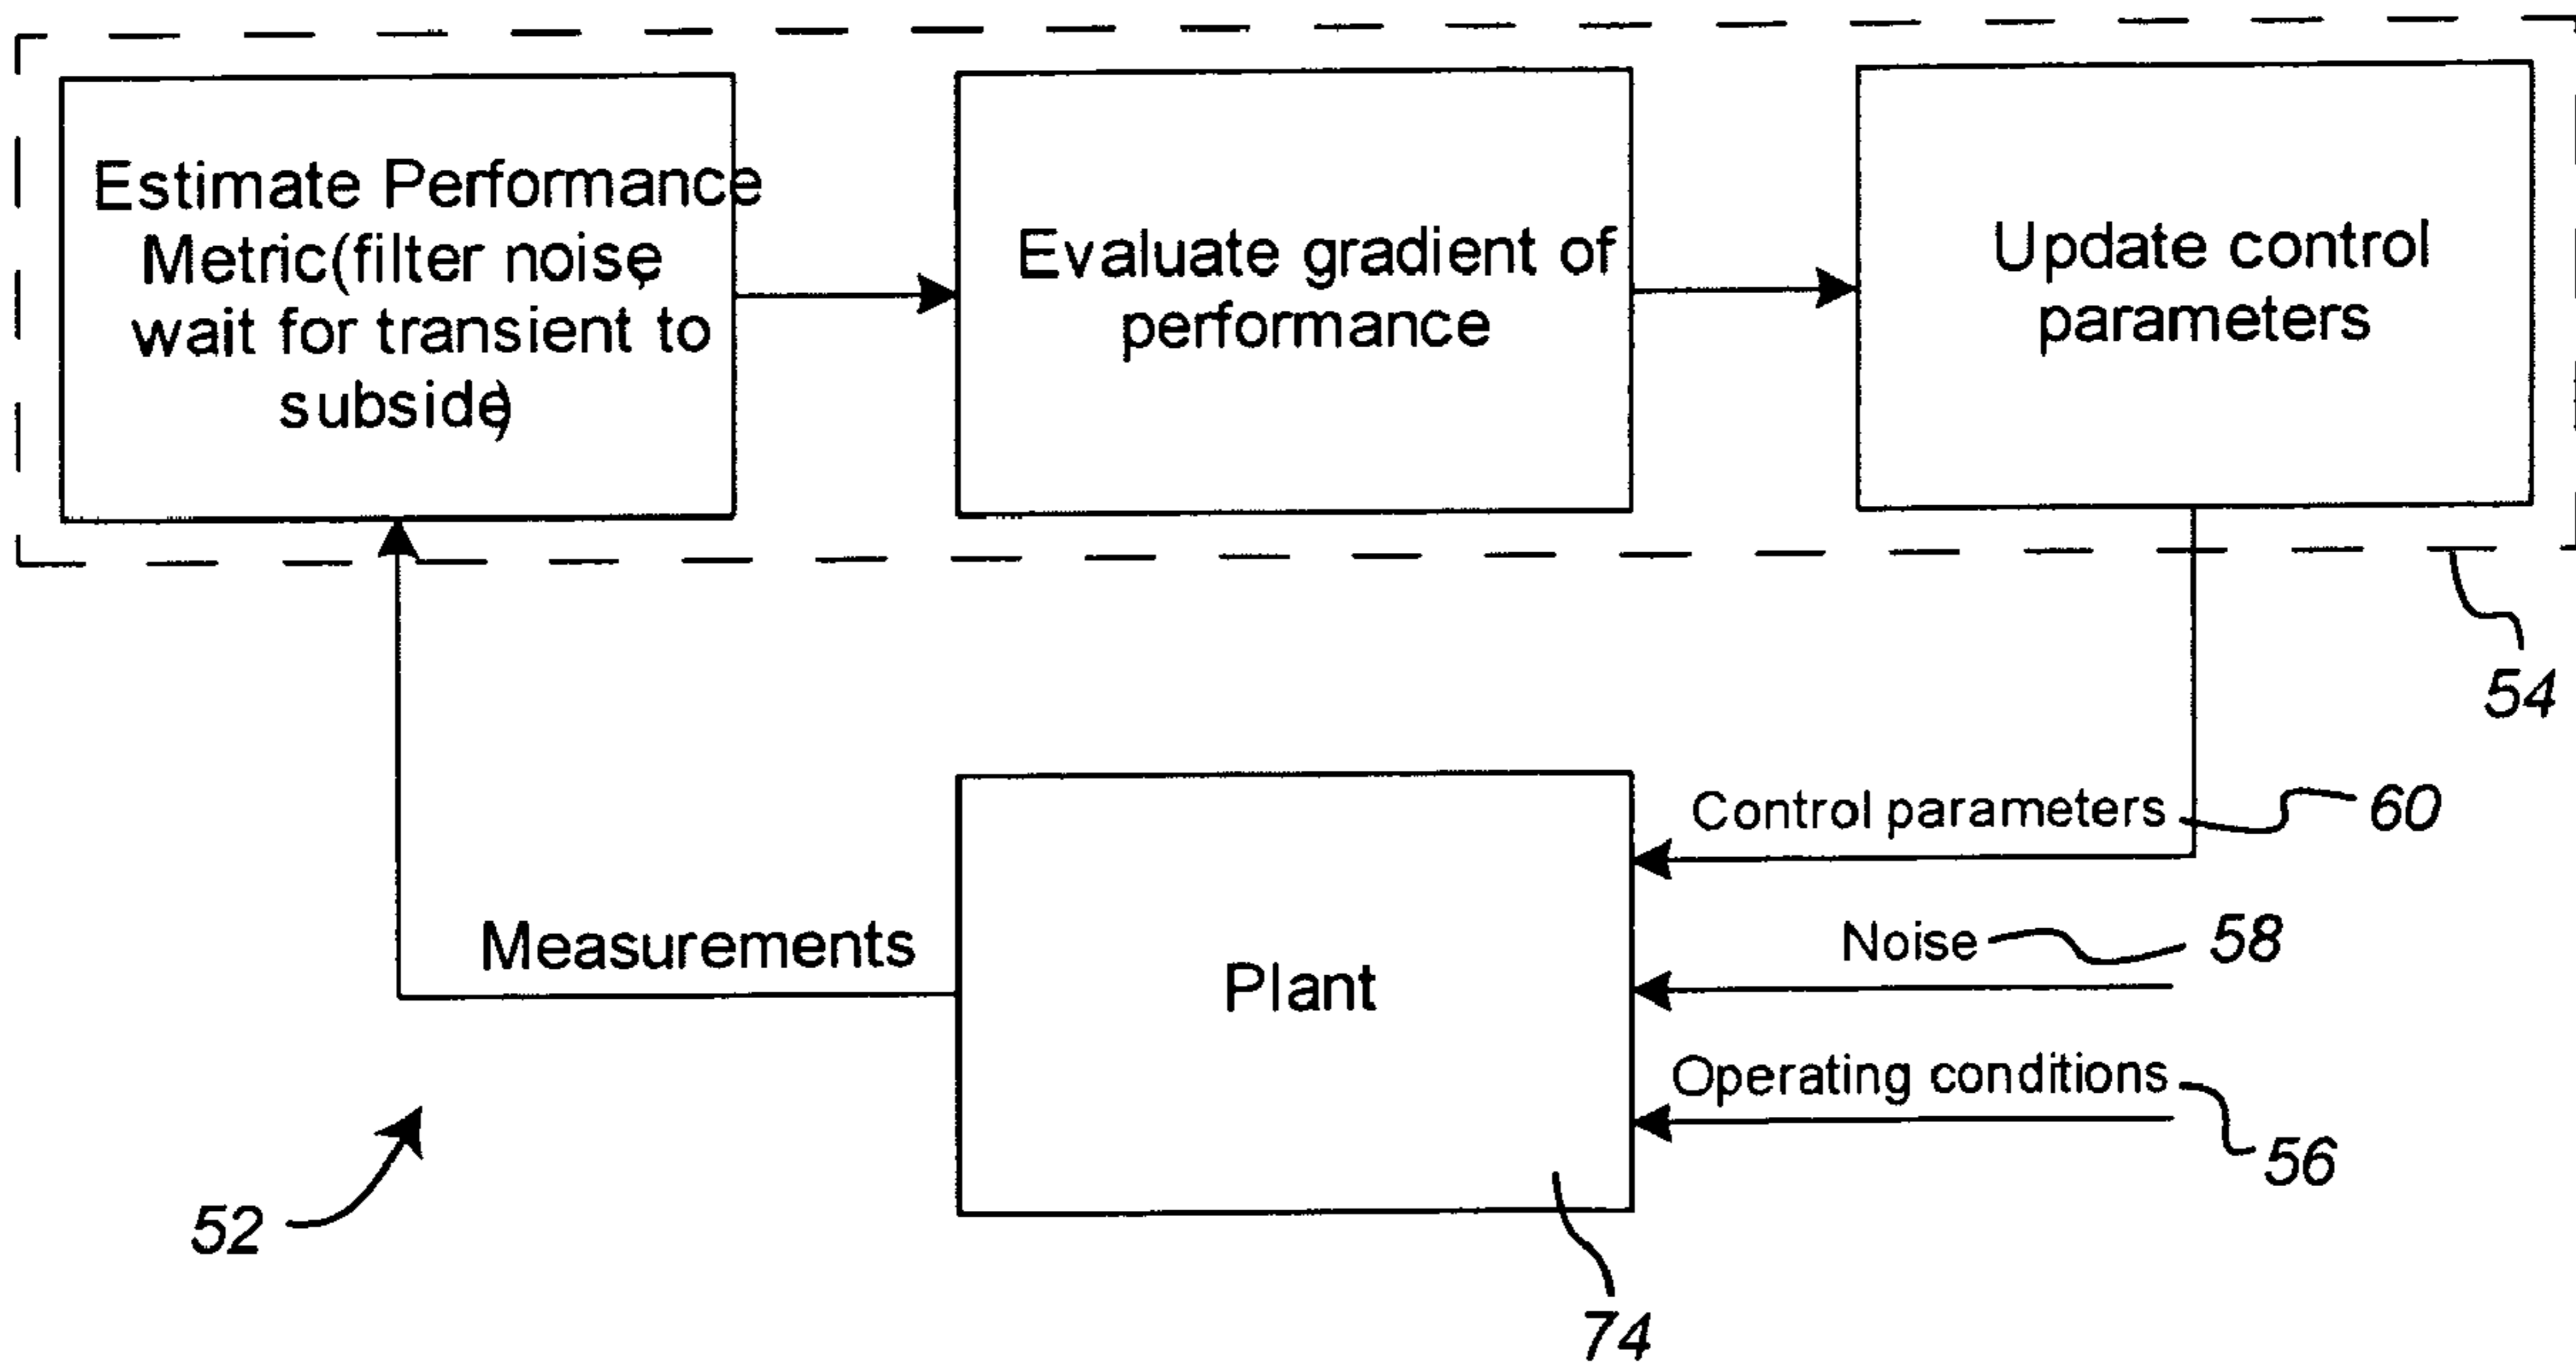 Estimate Performance
Metric(filter noise,
wait for transient to
subside)
Evaluate gradient of
performance
Update control
parameters
54
Control parameters
60
Measurements
Noise
58
Plant
Operating conditions
56
52
74